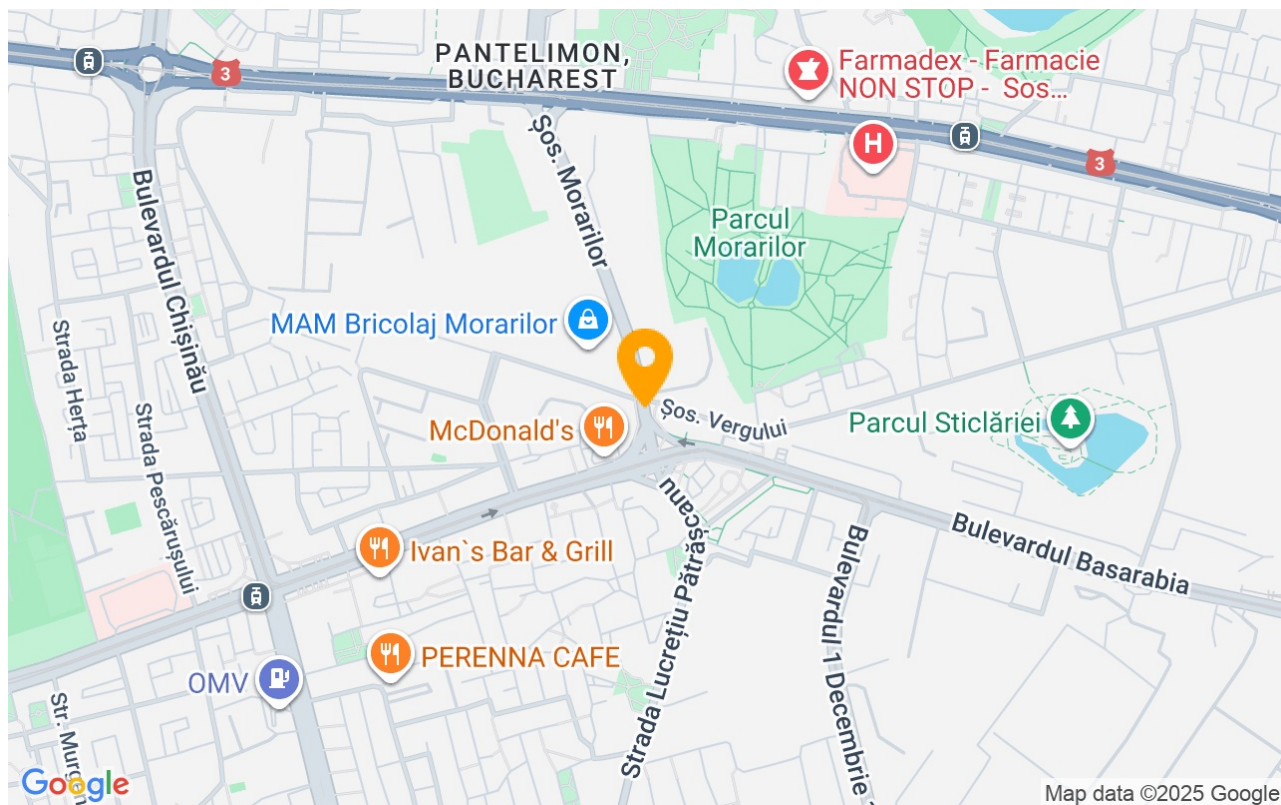 PANTELIMON,
BUCHAREST
3
Farmadex - Farmacie
NON STOP - Sos...
H
3
Șos. Morarilor
Bulevardul Chișinău
Parcul
Morarilor
MAM Bricolaj Morarilor
Strada Herța
Strada Pescărușului
McDonald's
Șos. Vergului
Parcul Sticlăriei
Ivan`s Bar & Grill
Strada Lucrețiu Pătrășcanu
Bulevardul Basarabia
Bulevardul 1 Decembrie
PERENNA CAFE
OMV
Str. Murg
Google
Map data ©2025 Google